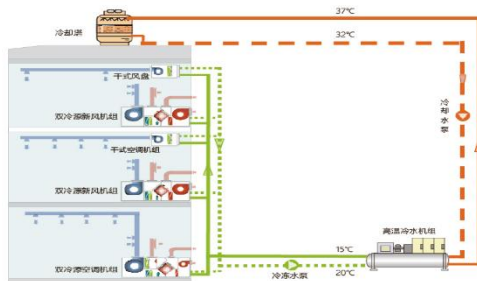 37℃
冷却塔
32℃
干式风盘
双冷源新风机组
冷却水泵
干式空调机组
双冷源新风机组
高温冷水机组
15℃
双冷源空调机组
20℃
冷冻水泵